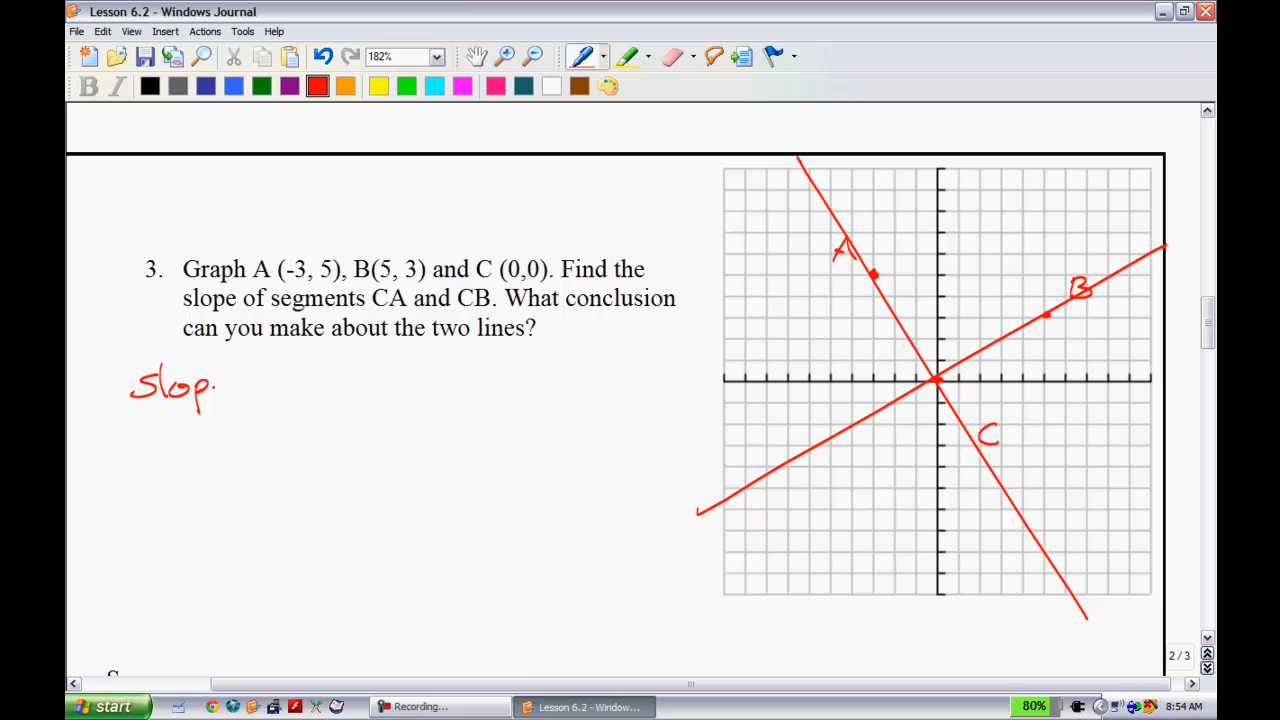 Lesson 6.2 - Windows Journal
File Edit View Insert Actions Tools Help
182%
B I
3. Graph A (-3, 5), B(5, 3) and C (0,0). Find the
slope of segments CA and CB. What conclusion
can you make about the two lines?
Slop
A
B
C
2 / 3
start
Recording...
Lesson 6.2 - Window...
80%
8:54 AM